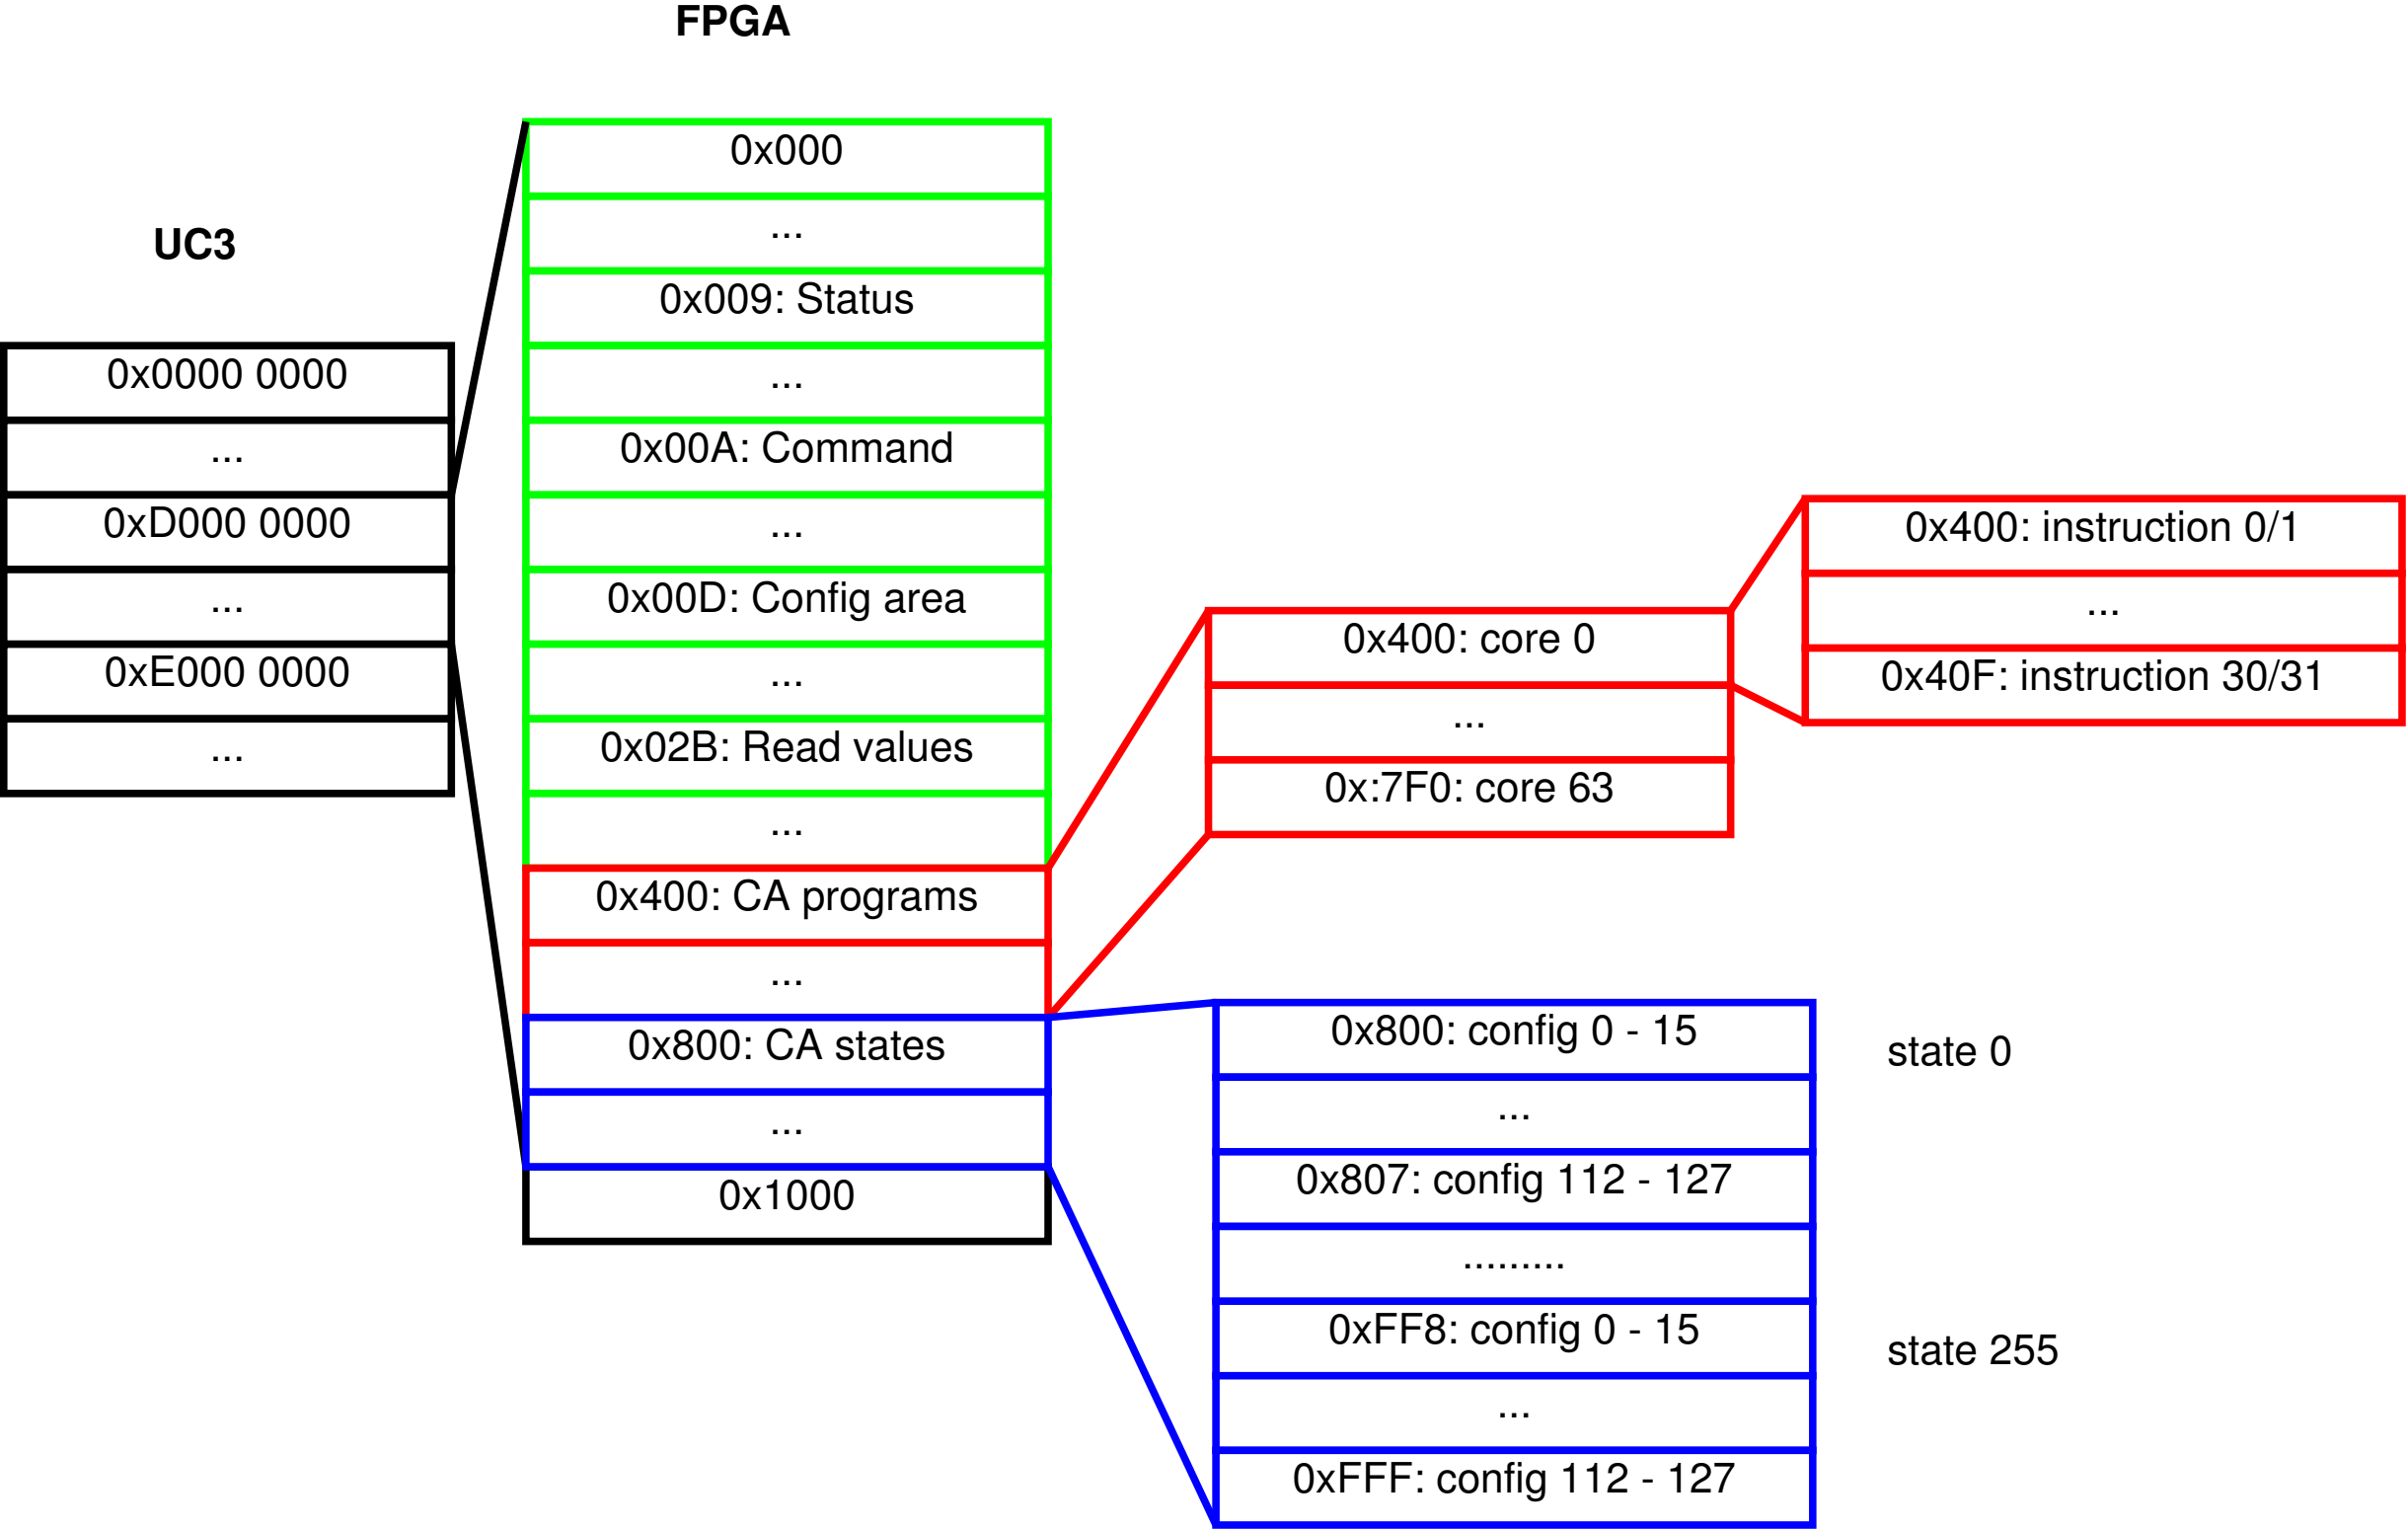 FPGA
UC3
0x0000 0000
...
0xD000 0000
...
0xE000 0000
...
0x000
...
0x009: Status
...
0x00A: Command
...
0x00D: Config area
...
0x02B: Read values
...
0x400: CA programs
...
0x800: CA states
...
0x1000
0x400: core 0
...
0x:7F0: core 63
0x400: instruction 0/1
...
0x40F: instruction 30/31
0x800: config 0 - 15
...
0x807: config 112 - 127
.........
0xFF8: config 0 - 15
...
0xFFF: config 112 - 127
state 0
state 255